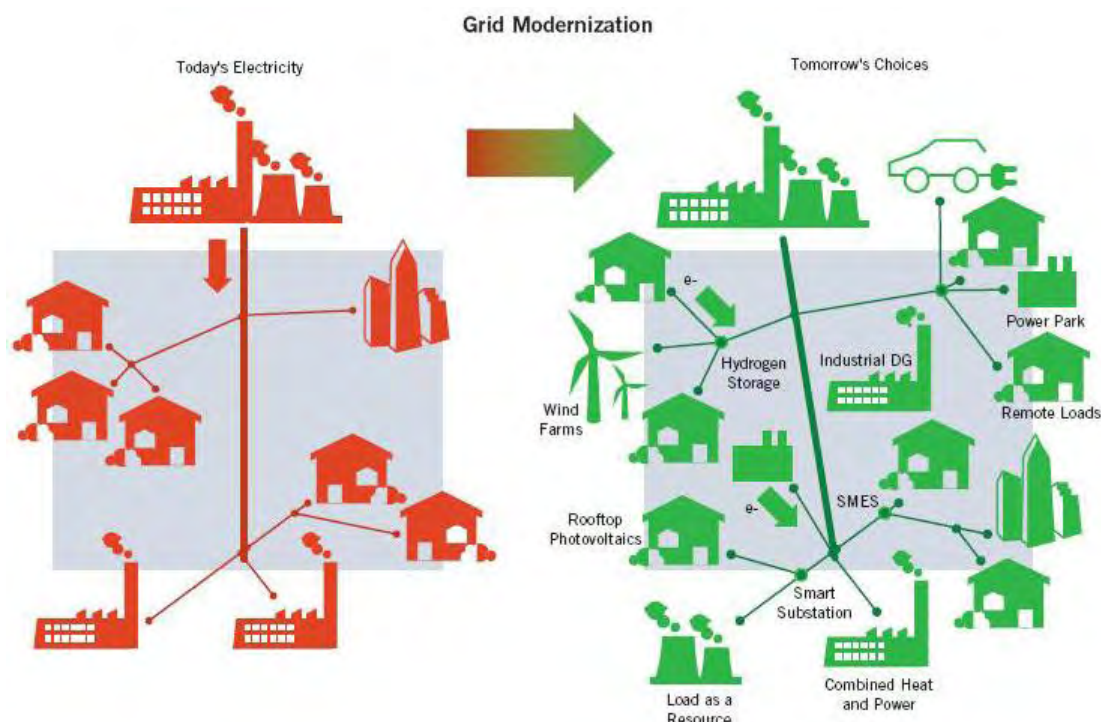 Grid Modernization
Today's Electricity
Tomorrow's Choices
e-
Power Park
Hydrogen
Storage
Industrial DG
Wind
Farms
Remote Loads
SMES
e-
Rooftop
Photovoltaics
Smart
Substation
Load as a
Resource
Combined Heat
and Power